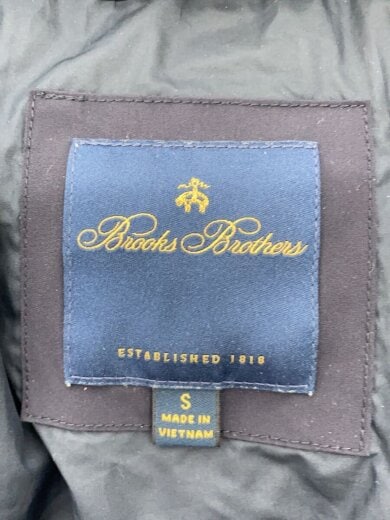 Brooks Brothers
ESTABLISHED 1818
S
MADE IN
VIETNAM